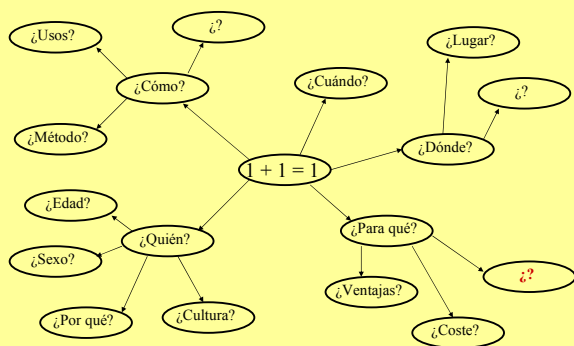 ¿Usos?
¿?
¿Lugar?
¿Cómo?
¿Cuándo?
¿?
¿Método?
¿Dónde?
1 + 1 = 1
¿Edad?
¿Quién?
¿Para qué?
¿Sexo?
¿?
¿Ventajas?
¿Por qué?
¿Cultura?
¿Coste?